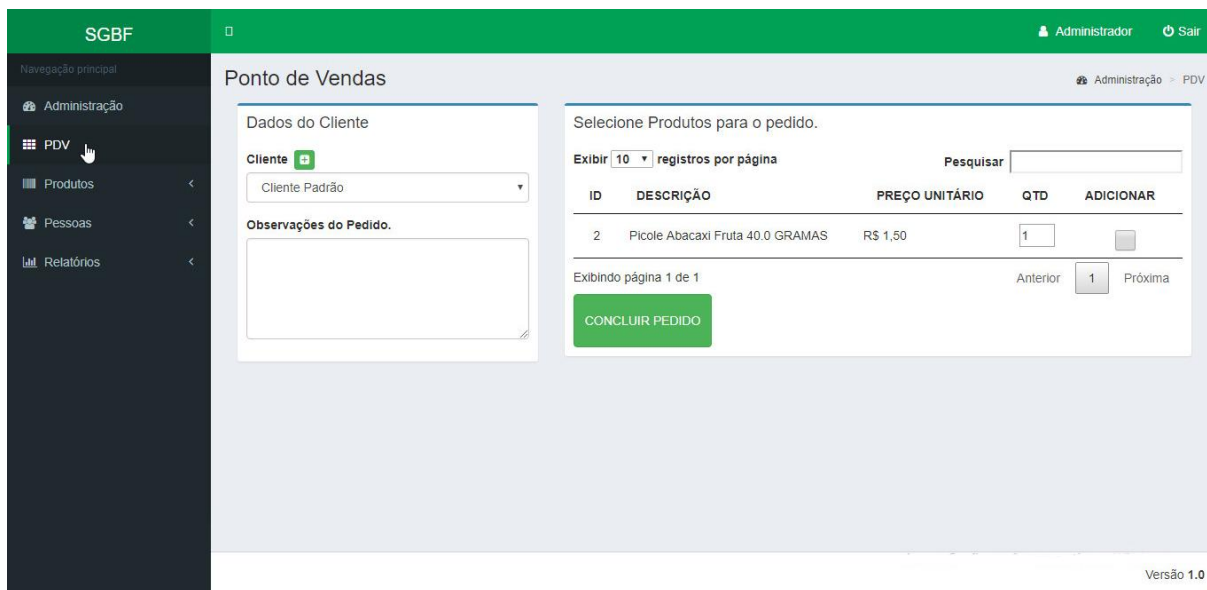 SGBF
Administrador
Sair
Navegação principal
Administração
PDV
Produtos
Pessoas
Relatórios
Ponto de Vendas
Administração > PDV
Dados do Cliente
Cliente
Cliente Padrão
Observações do Pedido.
Selecione Produtos para o pedido.
Exibir 10 registros por página
Pesquisar
ID DESCRIÇÃO PREÇO UNITÁRIO QTD ADICIONAR
2 Picole Abacaxi Fruta 40.0 GRAMAS R$ 1,50 1
Exibindo página 1 de 1
Anterior 1 Próxima
CONCLUIR PEDIDO
Versão 1.0